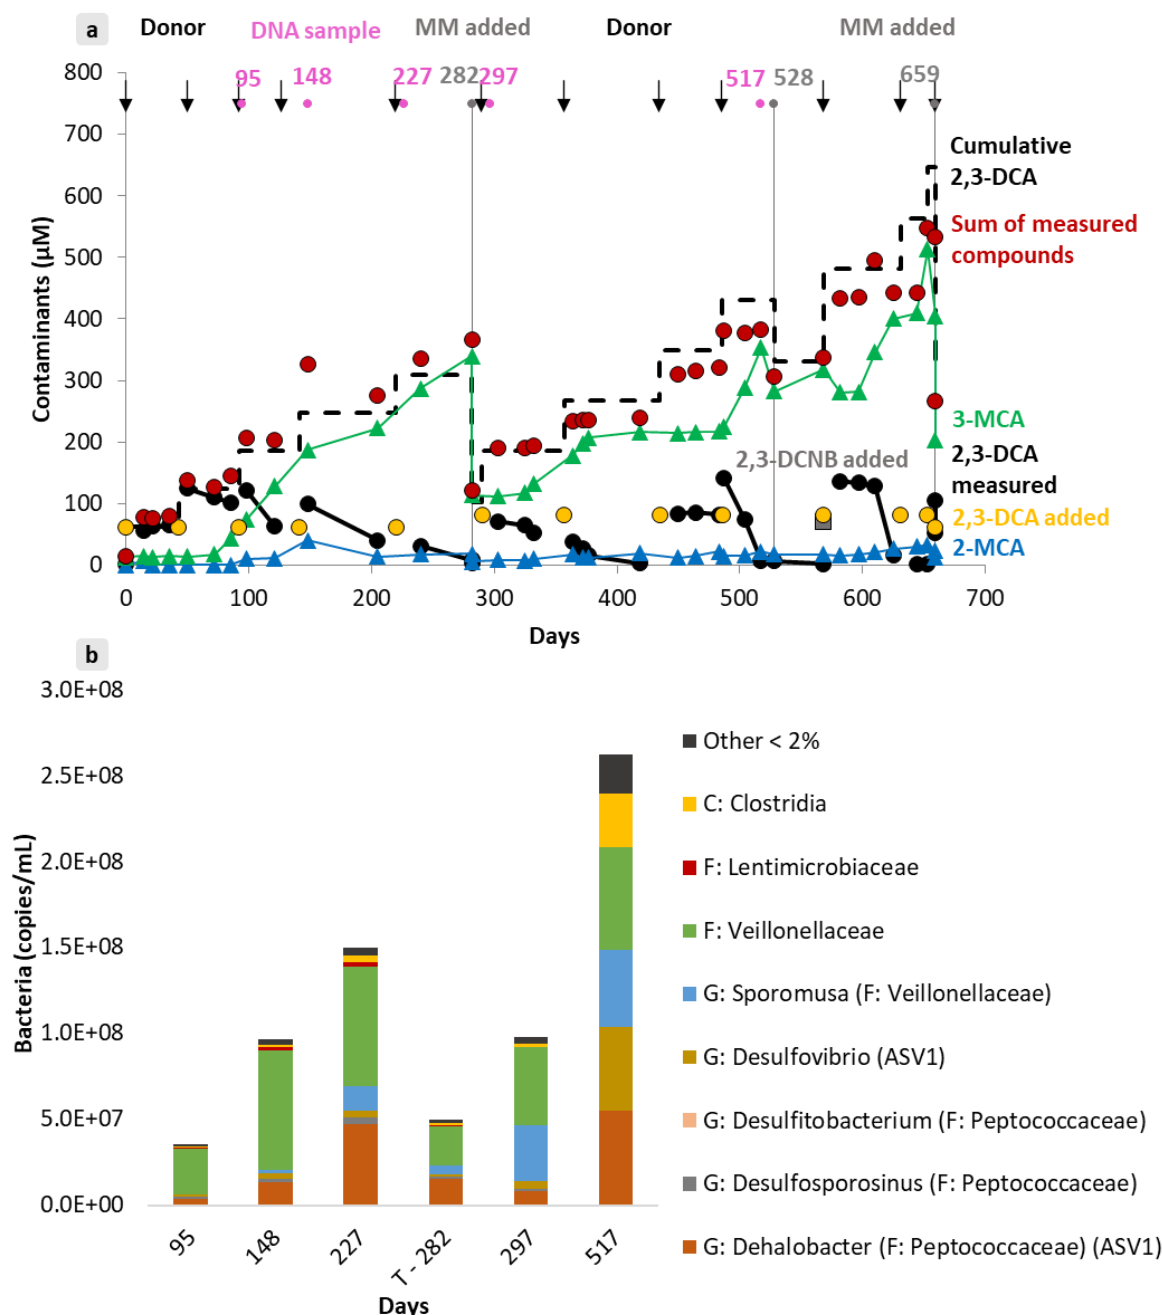 a
Donor
DNA sample
MM added
Donor
MM added
95
148
227
282
297
517
528
659
800
700
600
500
400
300
200
100
0
Contaminants (µM)
Cumulative
2,3-DCA
Sum of measured
compounds
3-MCA
2,3-DCNB added
2,3-DCA
measured
2,3-DCA added
2-MCA
0
100
200
300
400
500
600
700
Days
b
3.0E+08
2.5E+08
2.0E+08
1.5E+08
1.0E+08
5.0E+07
0.0E+00
Bacteria (copies/mL)
Other < 2%
C: Clostridia
F: Lentimicrobiaceae
F: Veillonellaceae
G: Sporomusa (F: Veillonellaceae)
G: Desulfovibrio (ASV1)
G: Desulfitobacterium (F: Peptococcaceae)
G: Desulfosporosinus (F: Peptococcaceae)
G: Dehalobacter (F: Peptococcaceae) (ASV1)
95
148
227
T - 282
297
517
Days